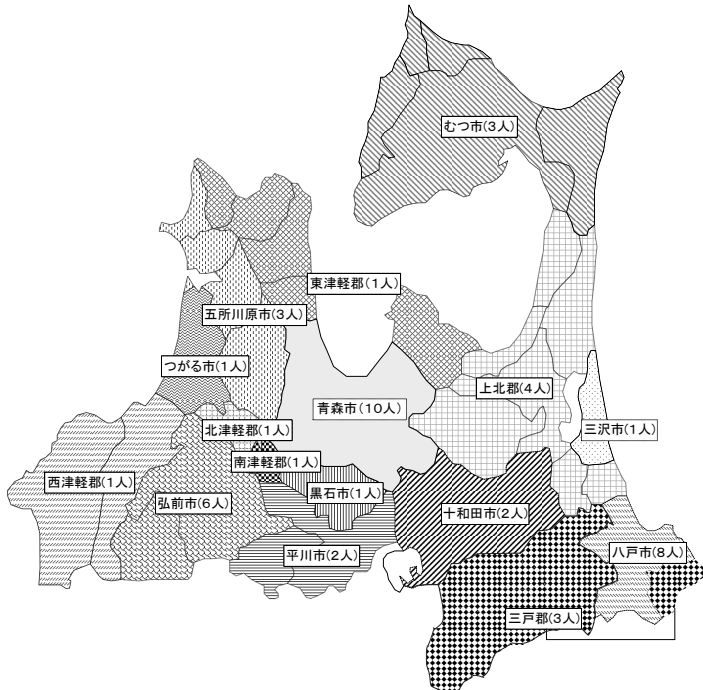 むつ市(3人)
東津軽郡(1人)
五所川原市(3人)
つがる市(1人)
上北郡(4人)
青森市(10人)
北津軽郡(1人)
三沢市(1人)
南津軽郡(1人)
西津軽郡(1人)
黒石市(1人)
弘前市(6人)
十和田市(2人)
平川市(2人)
八戸市(8人)
三戸郡(3人)